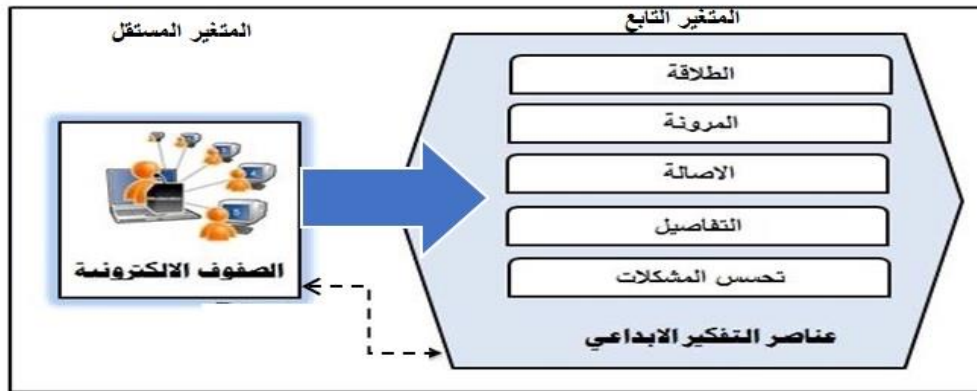 المتغير المستقل
المتغير التابع
الصفوف الالكترونية
الطلاقة
المرونة
الاصالة
التفاصيل
تحسس المشكلات
عناصر التفكير الابداعي